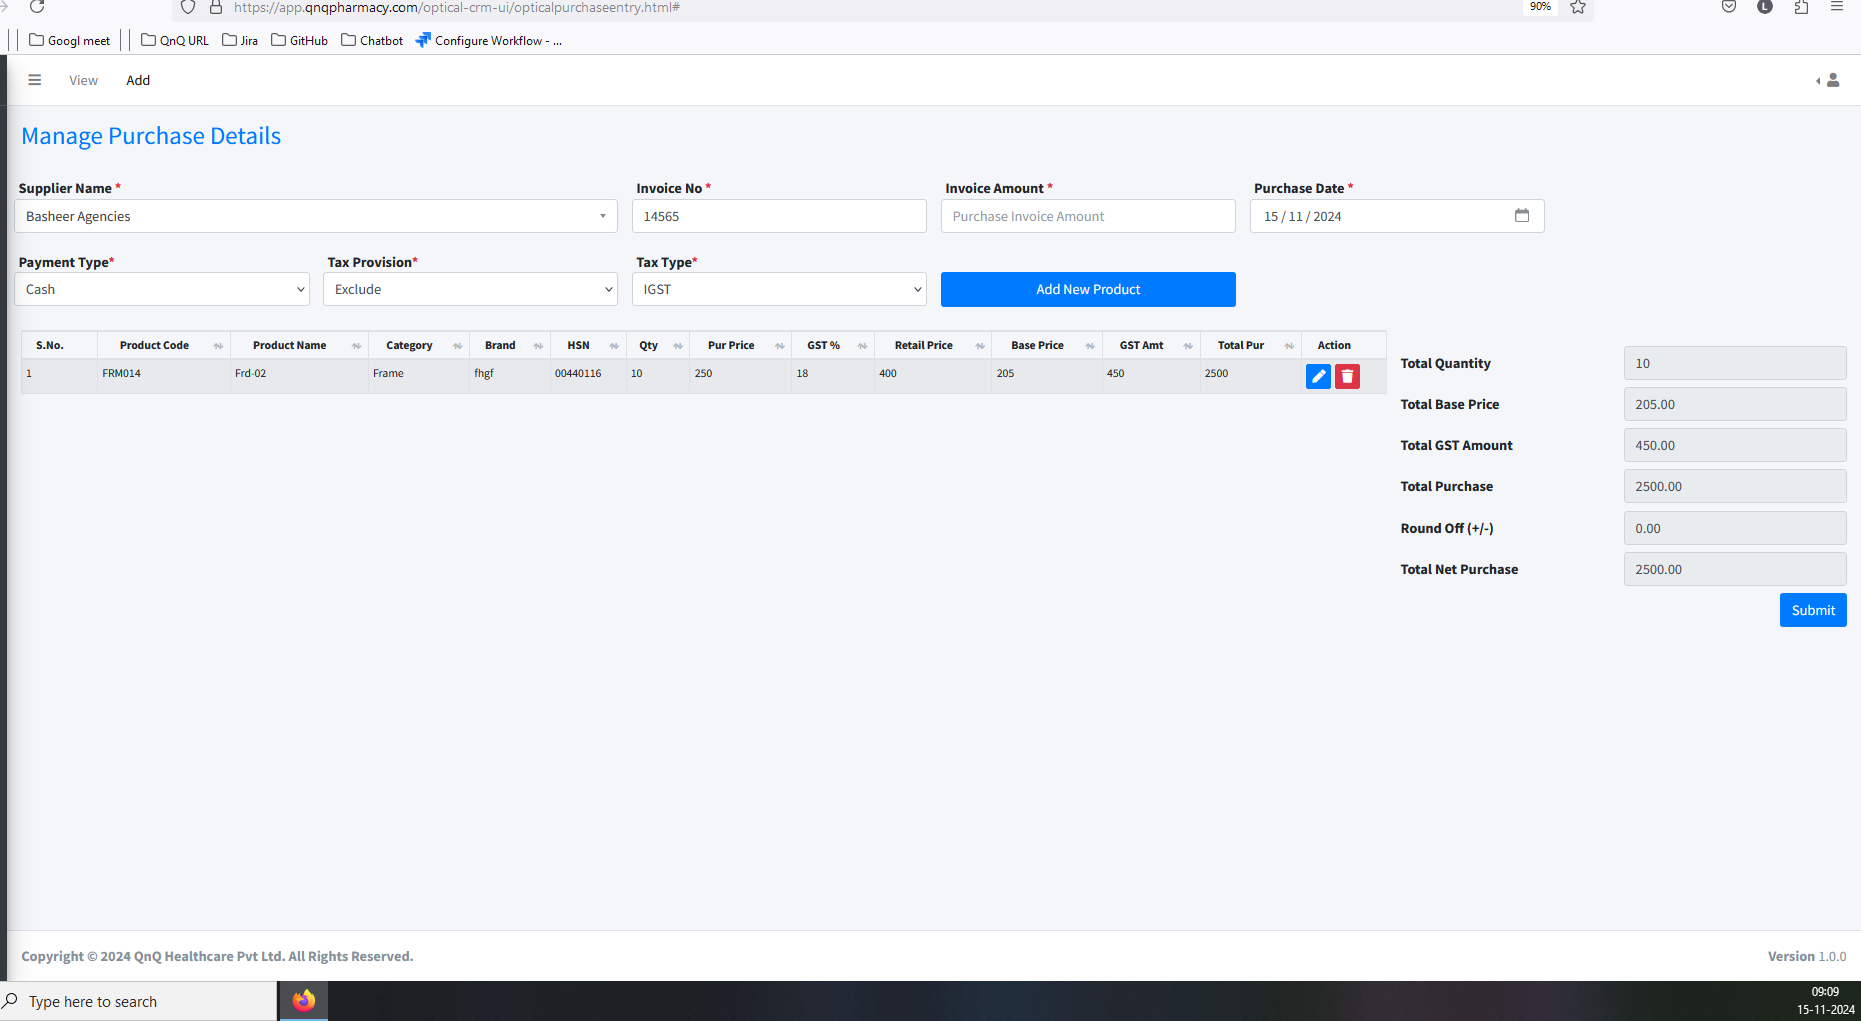 https://app.qnqpharmacy.com/optical-crm-ui/opticalpurchaseentry.html#
90%
L
Googl meet
QnQ URL
Jira
GitHub
Chatbot
Configure Workflow - ...
View
Add
Manage Purchase Details
Supplier Name *
Invoice No *
Invoice Amount *
Purchase Date *
Basheer Agencies
14565
Purchase Invoice Amount
15 / 11 / 2024
Payment Type*
Tax Provision*
Tax Type*
Cash
Exclude
IGST
Add New Product
S.No. Product Code Product Name Category Brand HSN Qty Pur Price GST % Retail Price Base Price GST Amt Total Pur Action
1 FRM014 Frd-02 Frame fhgf 00440116 10 250 18 400 205 450 2500
Total Quantity 10
Total Base Price 205.00
Total GST Amount 450.00
Total Purchase 2500.00
Round Off (+/-) 0.00
Total Net Purchase 2500.00
Submit
Copyright © 2024 QnQ Healthcare Pvt Ltd. All Rights Reserved.
Version 1.0.0
Type here to search
09:09
15-11-2024